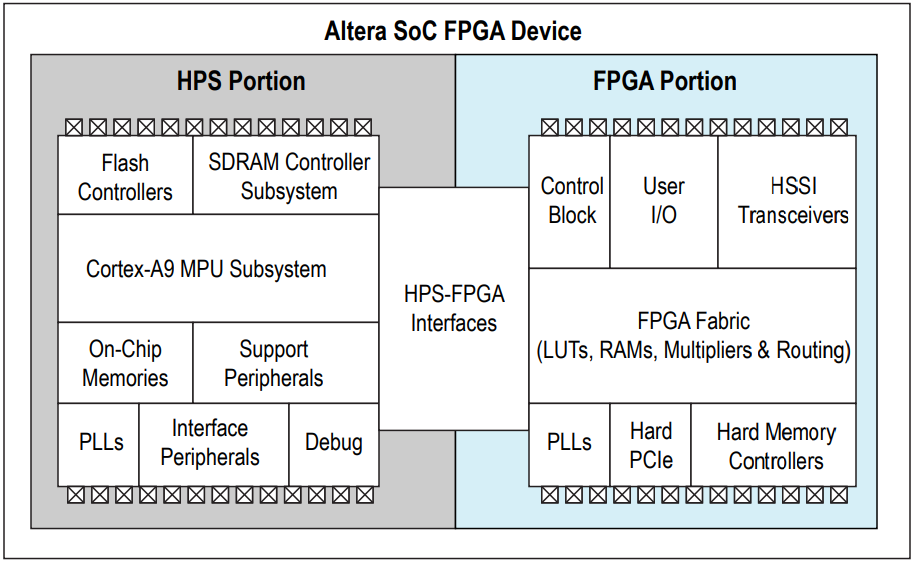 Altera SoC FPGA Device
HPS Portion
FPGA Portion
Flash
Controllers
SDRAM Controller
Subsystem
Cortex-A9 MPU Subsystem
On-Chip
Memories
Support
Peripherals
PLLs
Interface
Peripherals
Debug
HPS-FPGA
Interfaces
Control
Block
User
I/O
HSSI
Transceivers
FPGA Fabric
(LUTs, RAMs, Multipliers & Routing)
PLLs
Hard
PCIe
Hard Memory
Controllers